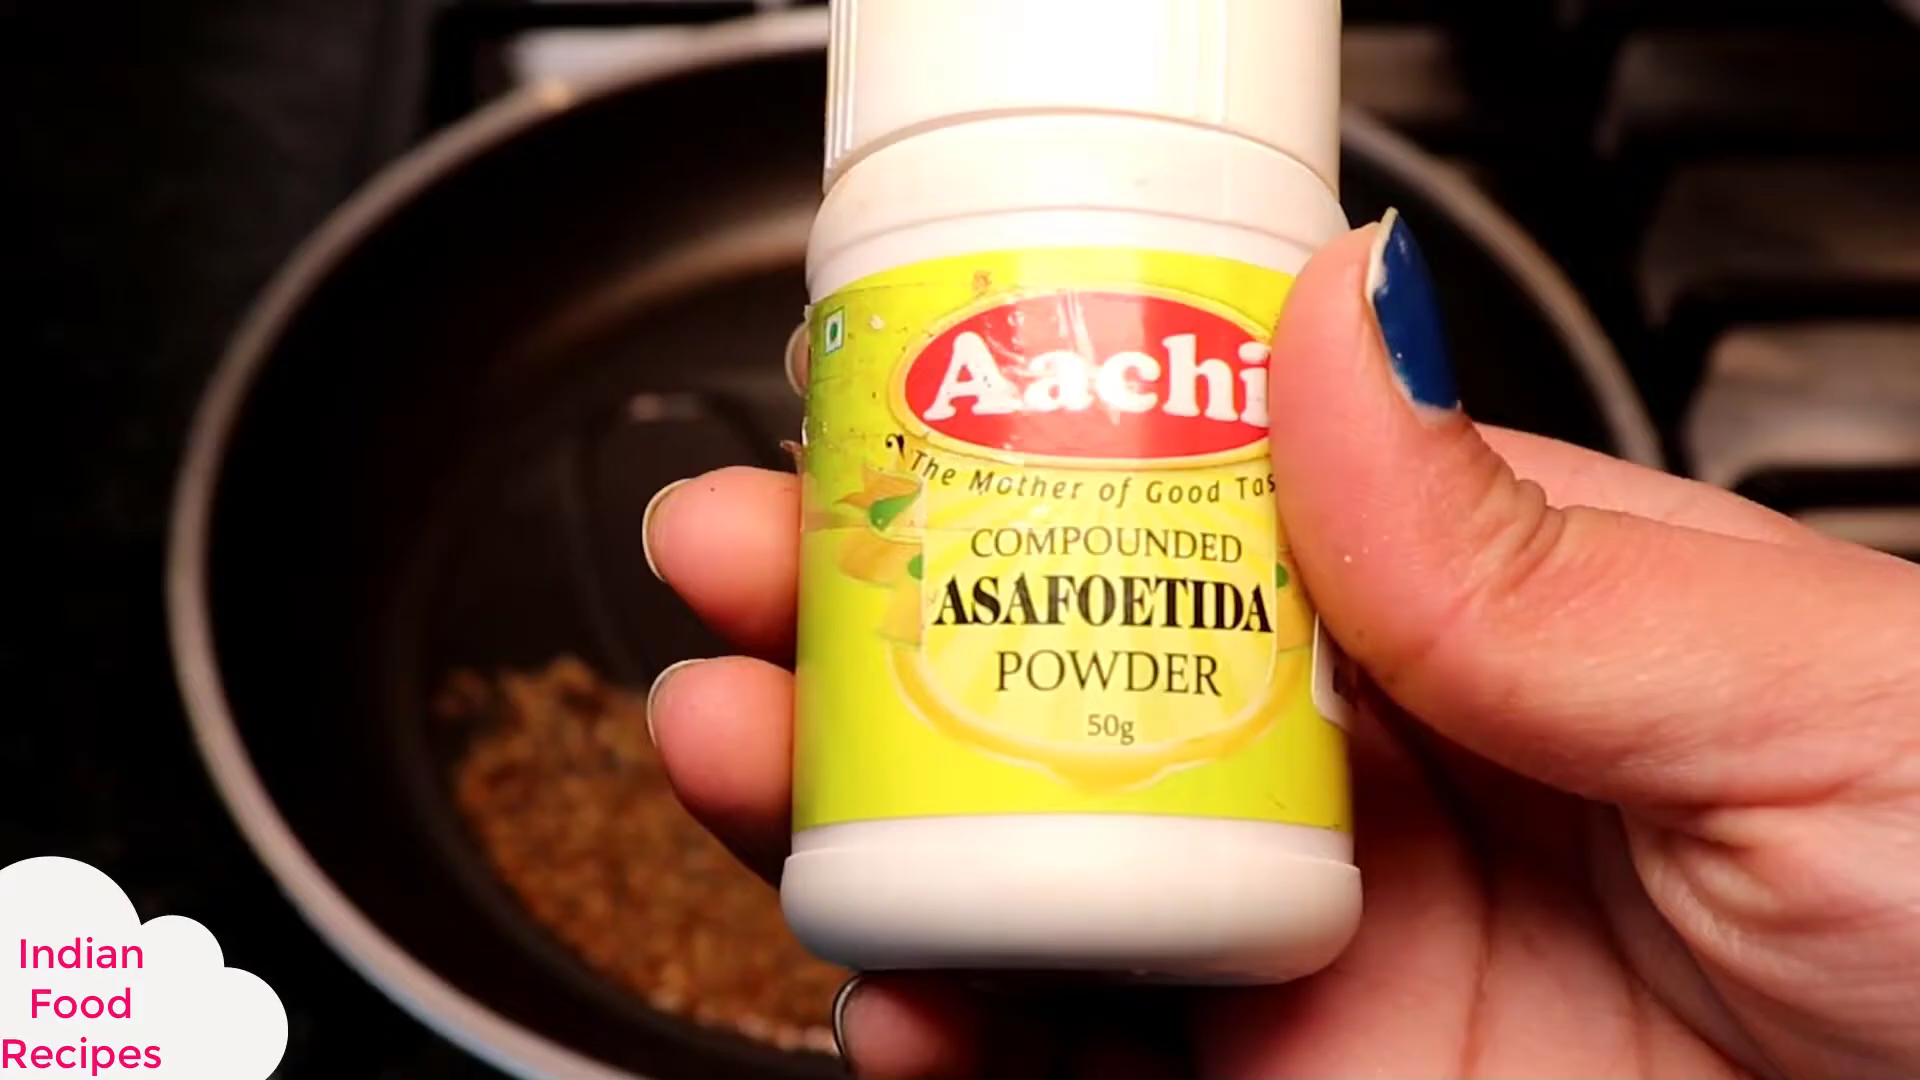 Aachi
The Mother of Good Tas
COMPOUNDED
ASAFOETIDA
POWDER
50g
Indian
Food
Recipes